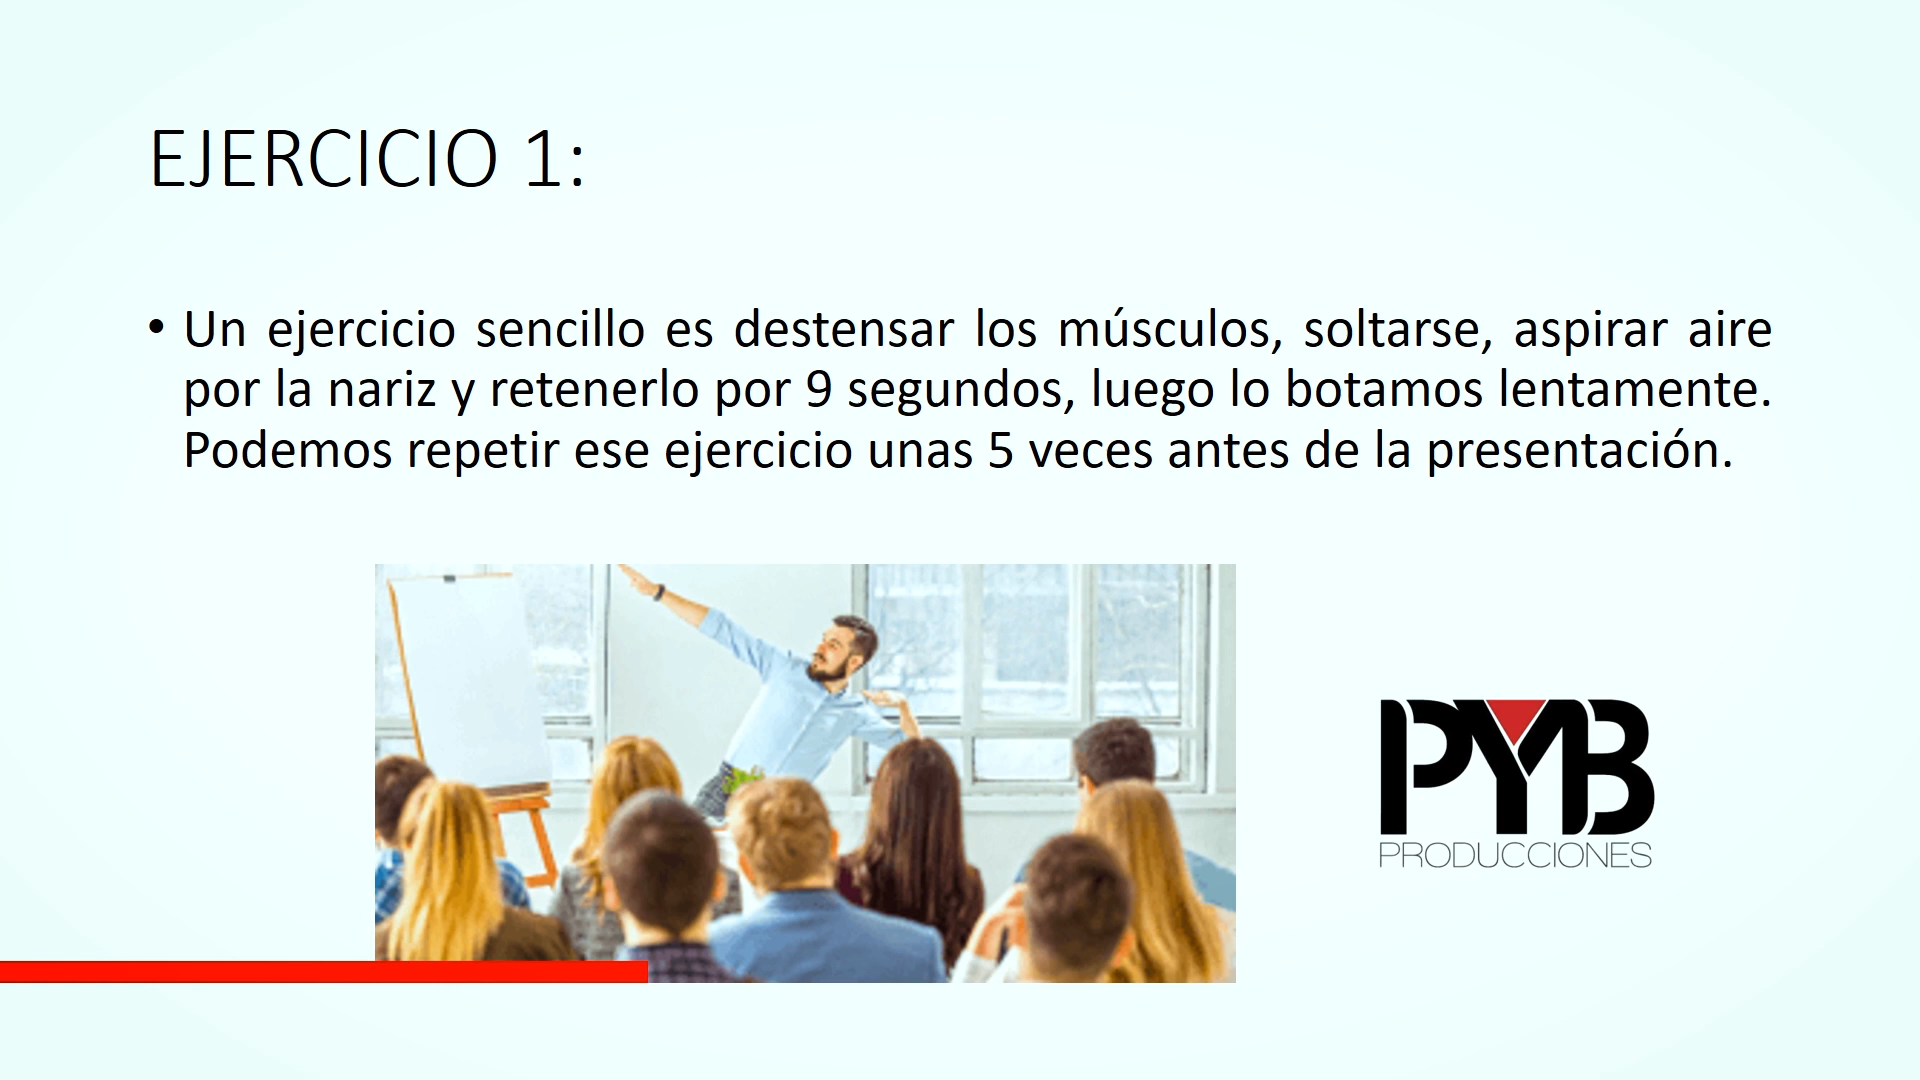 EJERCICIO 1:
• Un ejercicio sencillo es destensar los músculos, soltarse, aspirar aire
por la nariz y retenerlo por 9 segundos, luego lo botamos lentamente.
Podemos repetir ese ejercicio unas 5 veces antes de la presentación.
PYB
PRODUCCIONES